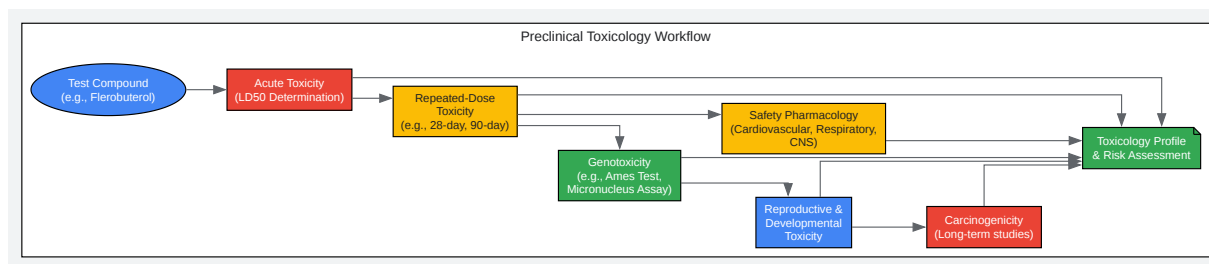 Preclinical Toxicology Workflow
Test Compound
(e.g., Flerobuterol)
Acute Toxicity
(LD50 Determination)
Repeated-Dose
Toxicity
(e.g., 28-day, 90-day)
Safety Pharmacology
(Cardiovascular, Respiratory,
CNS)
Genotoxicity
(e.g., Ames Test,
Micronucleus Assay)
Reproductive &
Developmental
Toxicity
Carcinogenicity
(Long-term studies)
Toxicology Profile
& Risk Assessment